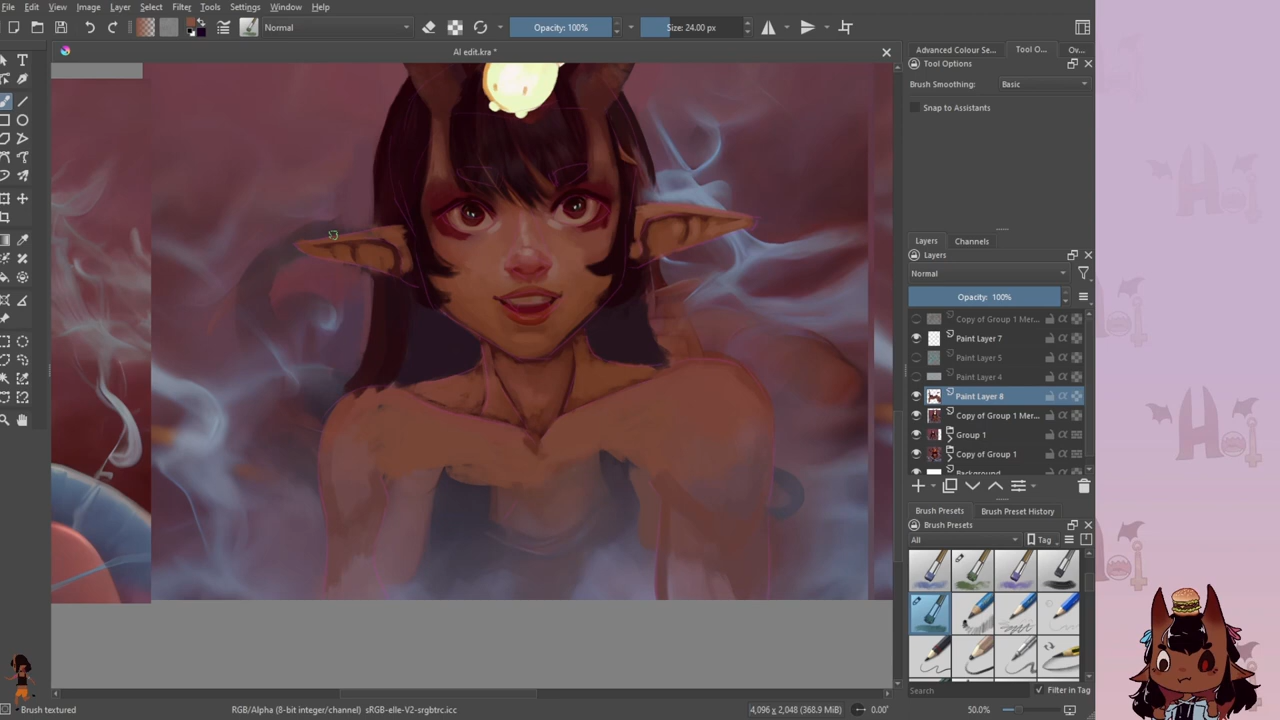 File Edit View Image Layer Select Filter Tools Settings Window Help
Normal
Opacity: 100%
Size: 24.00 px
AI edit.kra *
Advanced Colour Se...
Tool O...
Ov...
Tool Options
Brush Smoothing: Basic
Snap to Assistants
Layers Channels
Layers
Normal
Opacity: 100%
Copy of Group 1 Mer...
Paint Layer 7
Paint Layer 5
Paint Layer 4
Paint Layer 8
Copy of Group 1 Mer...
Group 1
Copy of Group 1
Background
Brush Presets Brush Preset History
Brush Presets
All
Tag
Search
Filter in Tag
Brush textured
RGB/Alpha (8-bit integer/channel) sRGB-elle-V2-srgbtrc.icc
4,096 x 2,048 (368.9 MiB)
0.00°
50.0%